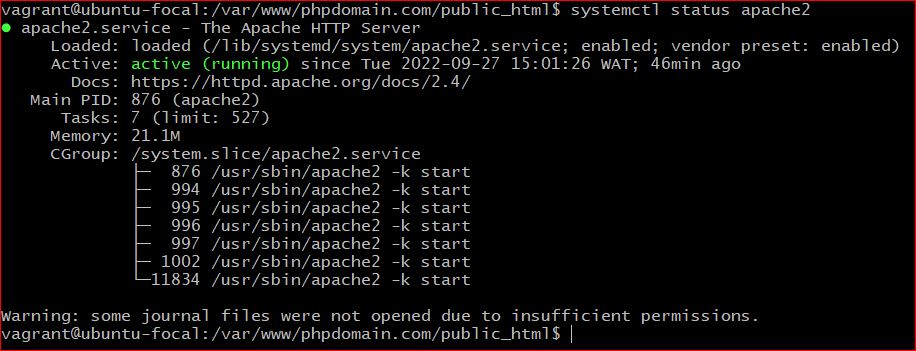 vagrant@ubuntu-focal:/var/www/phpdomain.com/public_html$ systemctl status apache2
● apache2.service - The Apache HTTP Server
     Loaded: loaded (/lib/systemd/system/apache2.service; enabled; vendor preset: enabled)
     Active: active (running) since Tue 2022-09-27 15:01:26 WAT; 46min ago
       Docs: https://httpd.apache.org/docs/2.4/
   Main PID: 876 (apache2)
      Tasks: 7 (limit: 527)
     Memory: 21.1M
     CGroup: /system.slice/apache2.service
             ├─  876 /usr/sbin/apache2 -k start
             ├─  994 /usr/sbin/apache2 -k start
             ├─  995 /usr/sbin/apache2 -k start
             ├─  996 /usr/sbin/apache2 -k start
             ├─  997 /usr/sbin/apache2 -k start
             ├─ 1002 /usr/sbin/apache2 -k start
             └─11834 /usr/sbin/apache2 -k start
Warning: some journal files were not opened due to insufficient permissions.
vagrant@ubuntu-focal:/var/www/phpdomain.com/public_html$